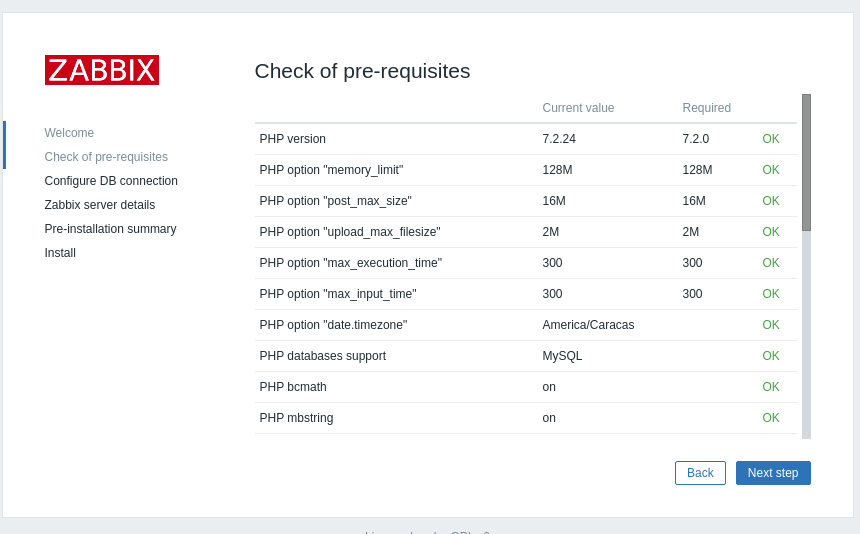 ZABBIX
Welcome
Check of pre-requisites
Configure DB connection
Zabbix server details
Pre-installation summary
Install
Check of pre-requisites
Current value Required
PHP version 7.2.24 7.2.0 OK
PHP option "memory_limit" 128M 128M OK
PHP option "post_max_size" 16M 16M OK
PHP option "upload_max_filesize" 2M 2M OK
PHP option "max_execution_time" 300 300 OK
PHP option "max_input_time" 300 300 OK
PHP option "date.timezone" America/Caracas OK
PHP databases support MySQL OK
PHP bcmath on OK
PHP mbstring on OK
Back Next step